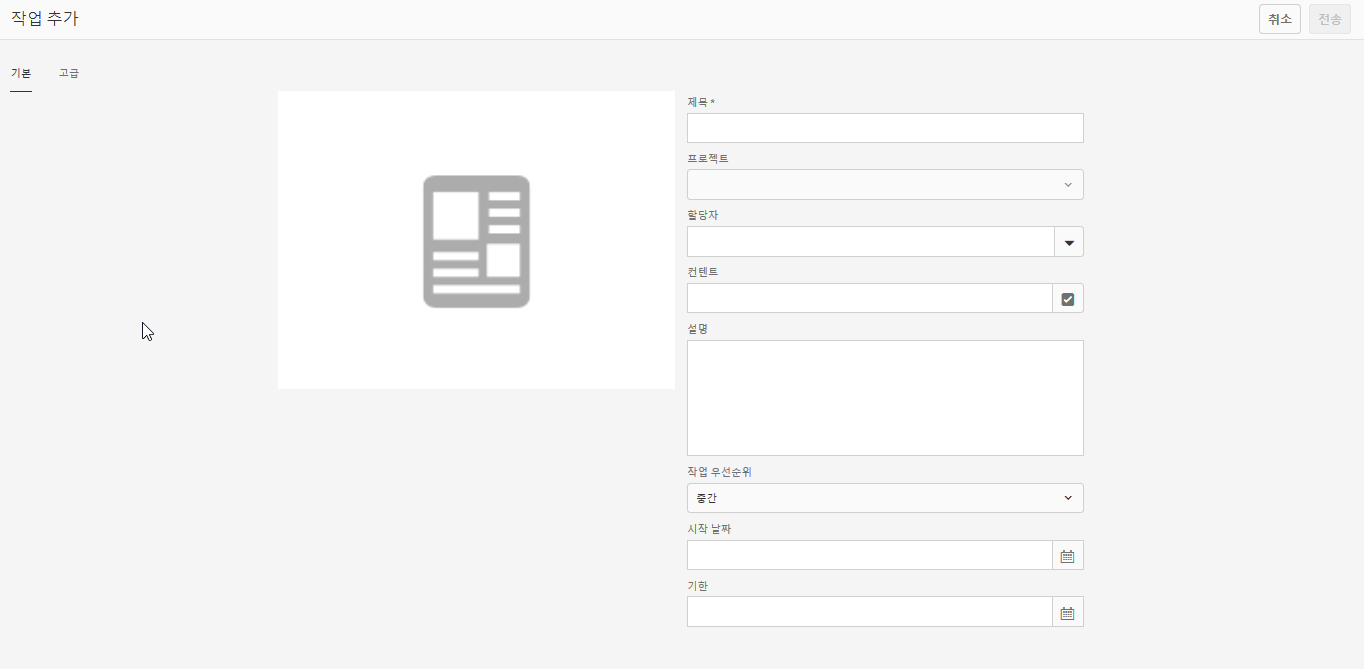 작업 추가
취소
전송
기본
고급
제목 *
프로젝트
할당자
컨텐트
설명
작업 우선순위
중간
시작 날짜
기한